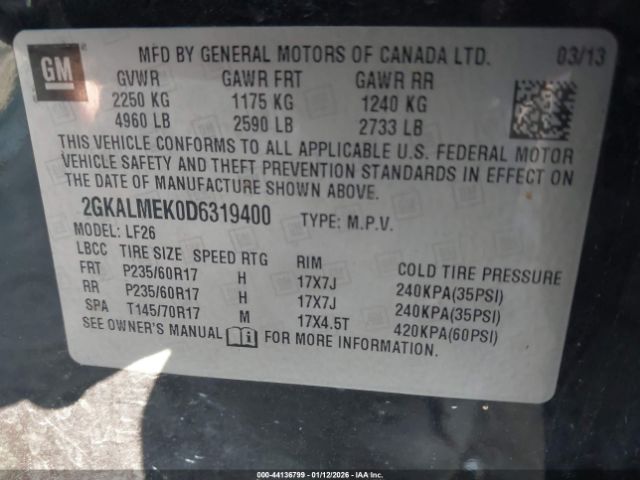 GM
MFD BY GENERAL MOTORS OF CANADA LTD. 03/13
GVWR GAWR FRT GAWR RR
2250 KG 1175 KG 1240 KG
4960 LB 2590 LB 2733 LB
THIS VEHICLE CONFORMS TO ALL APPLICABLE U.S. FEDERAL MOTOR
VEHICLE SAFETY AND THEFT PREVENTION STANDARDS IN EFFECT ON
THE DATE OF MANUFACTURE SHOWN ABOVE.
2GKALMEK0D6319400 TYPE: M.P.V.
MODEL: LF26
LBCC TIRE SIZE SPEED RTG RIM COLD TIRE PRESSURE
FRT P235/60R17 H 17X7J 240KPA(35PSI)
RR P235/60R17 H 17X7J 240KPA(35PSI)
SPA T145/70R17 M 17X4.5T 420KPA(60PSI)
SEE OWNER'S MANUAL FOR MORE INFORMATION.
000-44136799 - 01/12/2026 - IAAI.COM